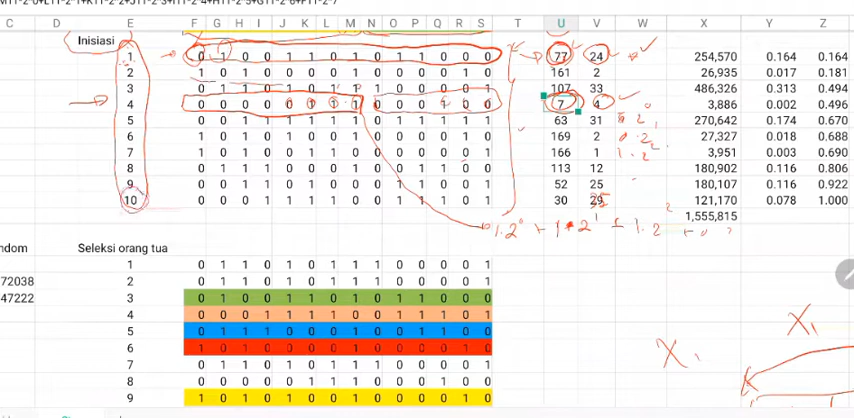 C D E F G H I J K L M N O P Q R S T U V W X Y Z
Inisiasi
1 0 1 0 0 1 1 0 1 0 1 1 0 0 0 77 24 254,570 0.164 0.164
2 1 0 1 0 0 0 0 1 0 0 0 0 1 0 161 2 26,935 0.017 0.181
3 0 1 1 0 1 0 1 1 1 0 0 0 0 1 107 33 486,326 0.313 0.494
4 0 0 0 0 0 1 1 1 0 0 0 1 0 0 7 4 3,886 0.002 0.496
5 0 0 1 1 1 1 1 1 0 1 1 1 1 1 63 31 270,642 0.174 0.670
6 1 0 1 0 1 0 0 1 0 0 0 0 1 0 169 2 27,327 0.018 0.688
7 1 0 1 0 0 1 1 0 0 0 0 0 0 1 166 1 3,951 0.003 0.690
8 0 1 1 1 0 0 0 1 0 0 1 1 0 0 113 12 180,902 0.116 0.806
9 0 0 1 1 0 1 0 0 0 1 1 0 0 1 52 25 180,107 0.116 0.922
10 0 0 0 1 1 1 1 0 0 1 1 1 0 1 30 29 121,170 0.078 1.000
1,555,815
ndom Seleksi orang tua
1 0 1 1 0 1 0 1 1 1 0 0 0 0 1
72038 2 0 1 1 0 1 0 1 1 1 0 0 0 0 1
47222 3 0 1 0 0 1 1 0 1 0 1 1 0 0 0
4 0 0 0 1 1 1 1 0 0 1 1 1 0 1
5 0 1 1 1 0 0 0 1 0 0 1 1 0 0
6 1 0 1 0 0 0 0 1 0 0 0 0 1 0
7 0 1 1 0 1 0 1 1 1 0 0 0 0 1
8 0 0 0 0 0 1 1 1 0 0 0 1 0 0
9 1 0 1 0 0 0 0 1 0 0 0 0 1 0
X₁
X₁